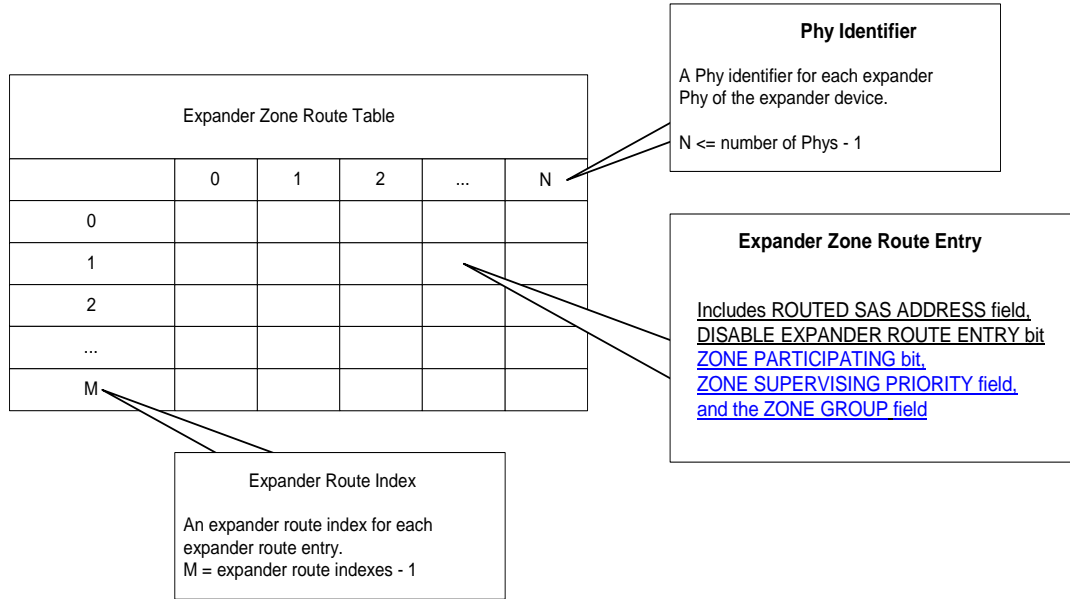 Phy Identifier
A Phy identifier for each expander
Phy of the expander device.
N <= number of Phys - 1
Expander Zone Route Table
0 1 2 ... N
0
1
2
...
M
Expander Zone Route Entry
Includes ROUTED SAS ADDRESS field,
DISABLE EXPANDER ROUTE ENTRY bit
ZONE PARTICIPATING bit,
ZONE SUPERVISING PRIORITY field,
and the ZONE GROUP field
Expander Route Index
An expander route index for each
expander route entry.
M = expander route indexes - 1